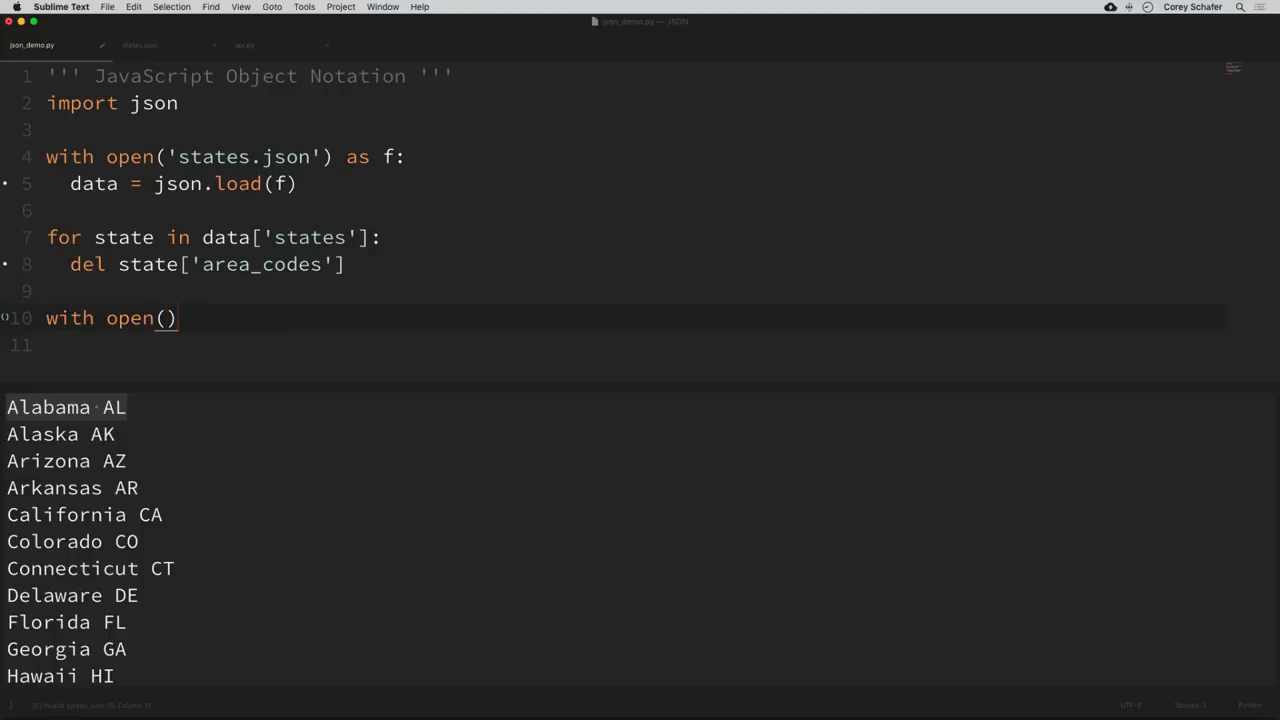 Sublime Text File Edit Selection Find View Goto Tools Project Window Help Corey Schafer
json_demo.py — JSON
json_demo.py states.json api.py
1 ''' JavaScript Object Notation '''
2 import json
3
4 with open('states.json') as f:
5 data = json.load(f)
6
7 for state in data['states']:
8 del state['area_codes']
9
10 with open()
11
Alabama AL
Alaska AK
Arizona AZ
Arkansas AR
California CA
Colorado CO
Connecticut CT
Delaware DE
Florida FL
Georgia GA
Hawaii HI
[E] invalid syntax, Line 10, Column 12 UTF-8 Spaces: 2 Python